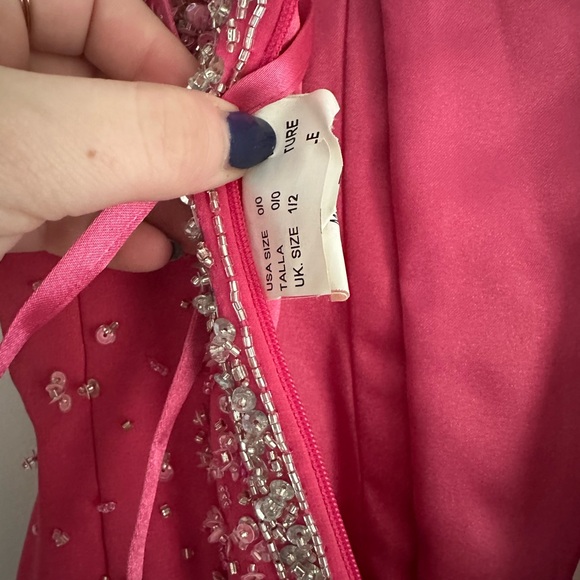 TURE
USA SIZE 0/0
TALLA 0/0
UK. SIZE 1/2